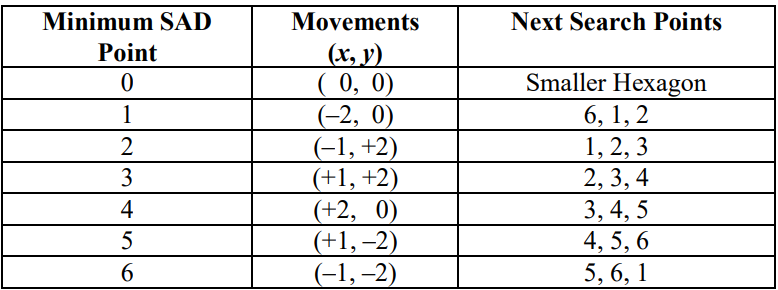 Minimum SAD Point Movements (x, y) Next Search Points
0 ( 0, 0) Smaller Hexagon
1 (–2, 0) 6, 1, 2
2 (–1, +2) 1, 2, 3
3 (+1, +2) 2, 3, 4
4 (+2, 0) 3, 4, 5
5 (+1, –2) 4, 5, 6
6 (–1, –2) 5, 6, 1